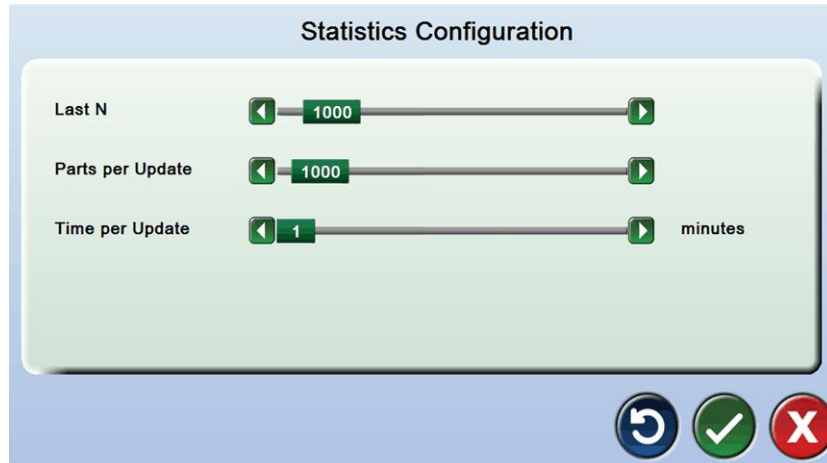 Statistics Configuration
Last N 1000
Parts per Update 1000
Time per Update 1 minutes